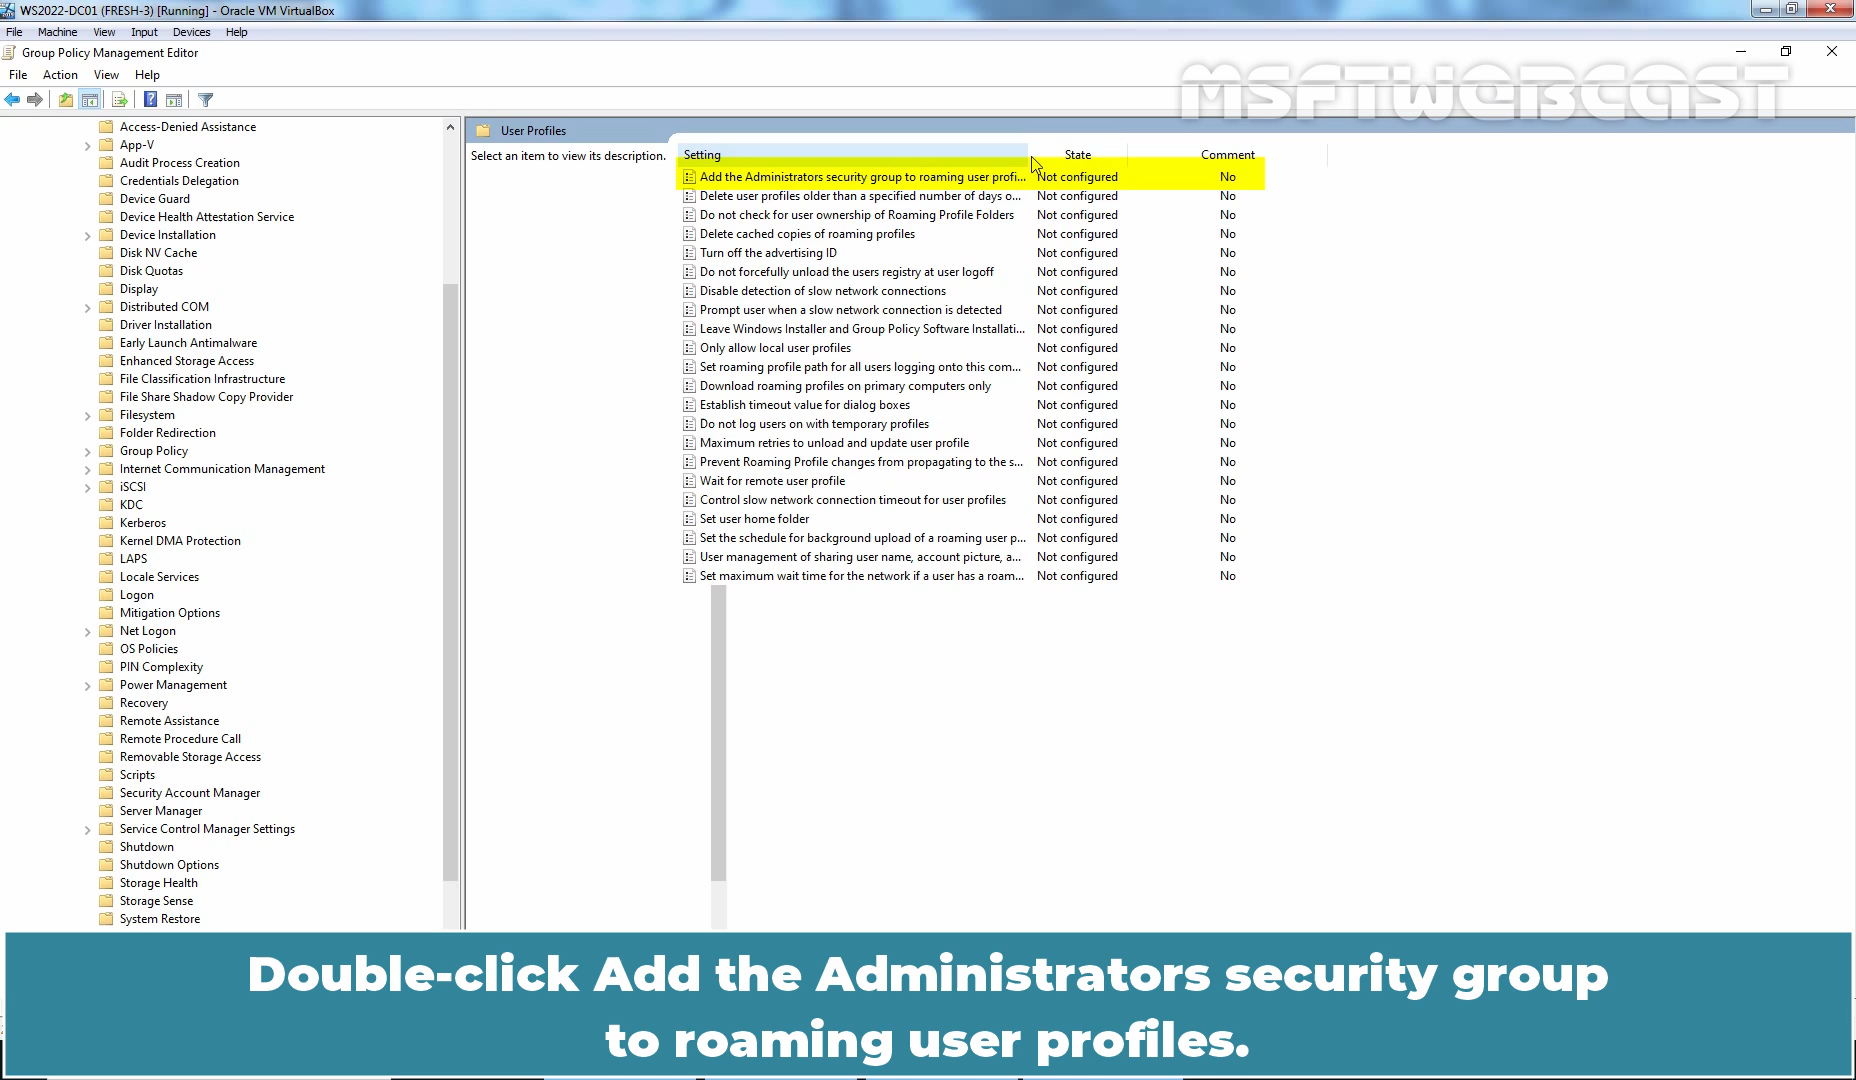 WS2022-DC01 (FRESH-3) [Running] - Oracle VM VirtualBox
File Machine View Input Devices Help
Group Policy Management Editor
File Action View Help
MSFTWEBCAST
Access-Denied Assistance
App-V
Audit Process Creation
Credentials Delegation
Device Guard
Device Health Attestation Service
Device Installation
Disk NV Cache
Disk Quotas
Display
Distributed COM
Driver Installation
Early Launch Antimalware
Enhanced Storage Access
File Classification Infrastructure
File Share Shadow Copy Provider
Filesystem
Folder Redirection
Group Policy
Internet Communication Management
iSCSI
KDC
Kerberos
Kernel DMA Protection
LAPS
Locale Services
Logon
Mitigation Options
Net Logon
OS Policies
PIN Complexity
Power Management
Recovery
Remote Assistance
Remote Procedure Call
Removable Storage Access
Scripts
Security Account Manager
Server Manager
Service Control Manager Settings
Shutdown
Shutdown Options
Storage Health
Storage Sense
System Restore
User Profiles
Select an item to view its description.
Setting State Comment
Add the Administrators security group to roaming user profi... Not configured No
Delete user profiles older than a specified number of days o... Not configured No
Do not check for user ownership of Roaming Profile Folders Not configured No
Delete cached copies of roaming profiles Not configured No
Turn off the advertising ID Not configured No
Do not forcefully unload the users registry at user logoff Not configured No
Disable detection of slow network connections Not configured No
Prompt user when a slow network connection is detected Not configured No
Leave Windows Installer and Group Policy Software Installati... Not configured No
Only allow local user profiles Not configured No
Set roaming profile path for all users logging onto this com... Not configured No
Download roaming profiles on primary computers only Not configured No
Establish timeout value for dialog boxes Not configured No
Do not log users on with temporary profiles Not configured No
Maximum retries to unload and update user profile Not configured No
Prevent Roaming Profile changes from propagating to the s... Not configured No
Wait for remote user profile Not configured No
Control slow network connection timeout for user profiles Not configured No
Set user home folder Not configured No
Set the schedule for background upload of a roaming user p... Not configured No
User management of sharing user name, account picture, a... Not configured No
Set maximum wait time for the network if a user has a roam... Not configured No
Double-click Add the Administrators security group
to roaming user profiles.